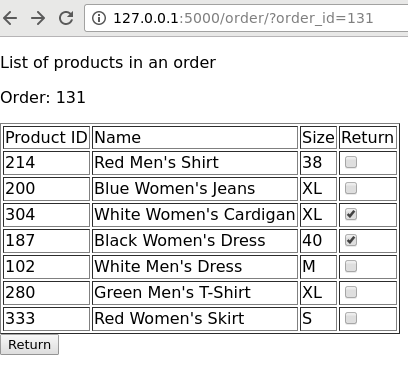 127.0.0.1:5000/order/?order_id=131
List of products in an order
Order: 131
Product ID Name Size Return
214 Red Men's Shirt 38
200 Blue Women's Jeans XL
304 White Women's Cardigan XL
187 Black Women's Dress 40
102 White Men's Dress M
280 Green Men's T-Shirt XL
333 Red Women's Skirt S
Return